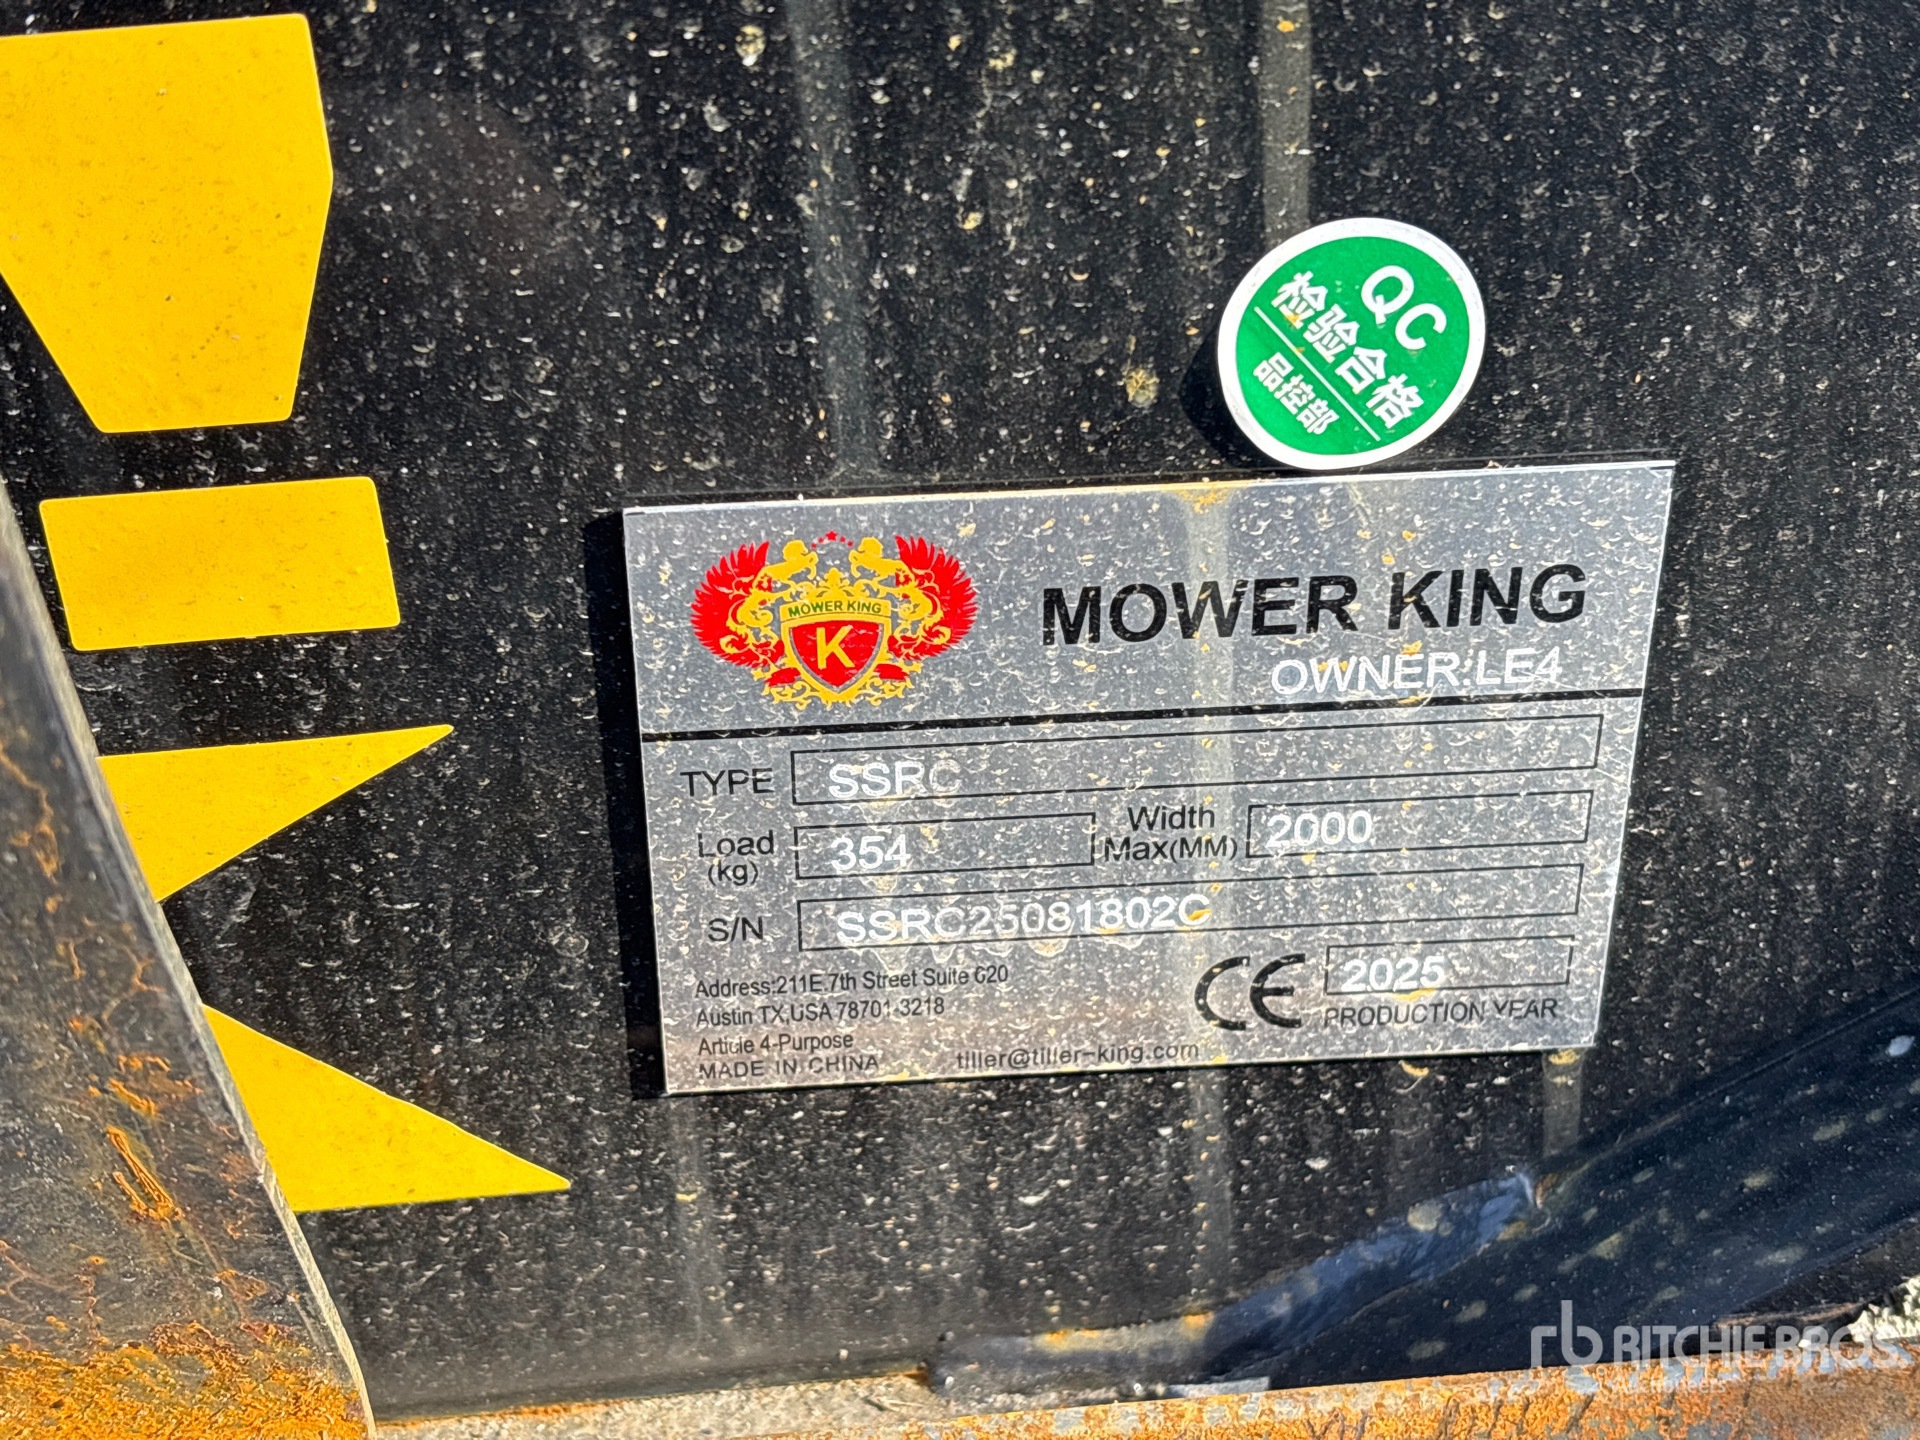 QC
检验合格
品控部
MOWER KING
K
MOWER KING
OWNER:LE4
TYPE SSRC
Load (kg) 354 Width Max(MM) 2000
S/N SSRC25081802C
Address:211E.7th Street Suite 620
Austin TX,USA 78701-3218
Article 4-Purpose
MADE IN CHINA tiller@tiller-king.com
CE 2025
PRODUCTION YEAR
rb RITCHIE BROS
Auctioneers